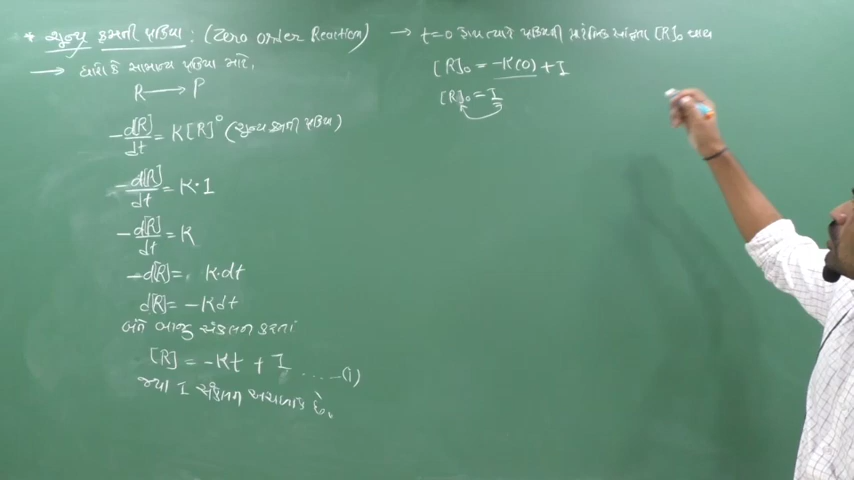 * શૂન્ય ક્રમની પ્રક્રિયા : (Zero order Reaction)
→ ધારો કે સામાન્ય પ્રક્રિયા માટે,
R → P
-d[R]/dt = K[R]⁰ (શૂન્ય ક્રમની પ્રક્રિયા)
-d[R]/dt = K·1
-d[R]/dt = K
-d[R] = K·dt
d[R] = -Kdt
બંને બાજુ સંકલન કરતાં
[R] = -Kt + I ....-(1)
જ્યાં I સંકલન અચળાંક છે.
→ t=0 હોય ત્યારે પ્રક્રિયકની પ્રારંભિક સાંદ્રતા [R]₀ થાય
[R]₀ = -K(0) + I
[R]₀ = I